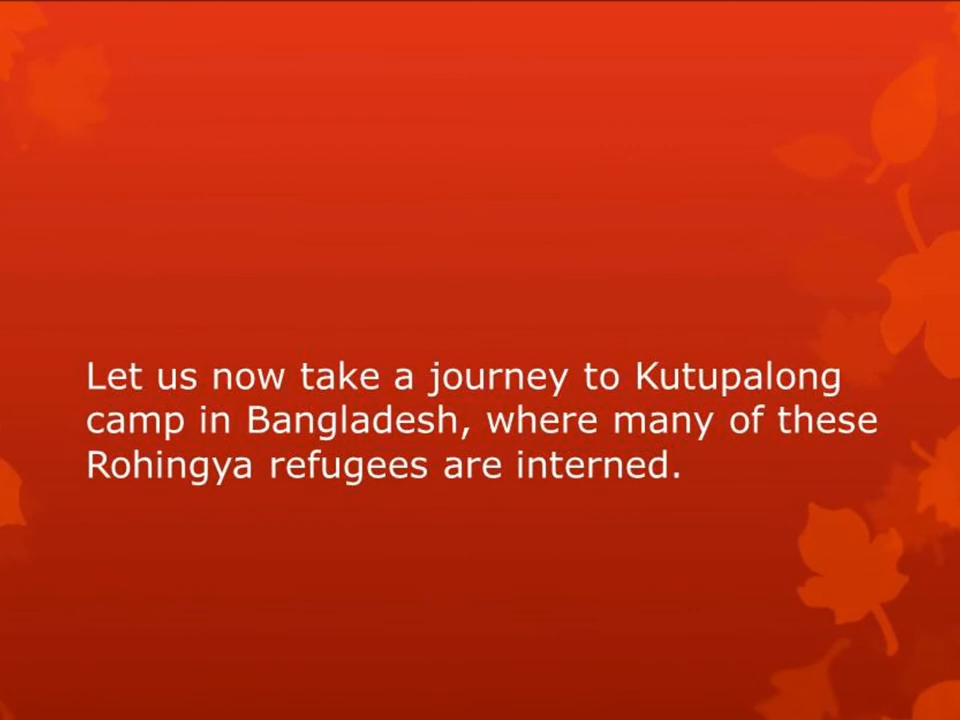 Let us now take a journey to Kutupalong
camp in Bangladesh, where many of these
Rohingya refugees are interned.